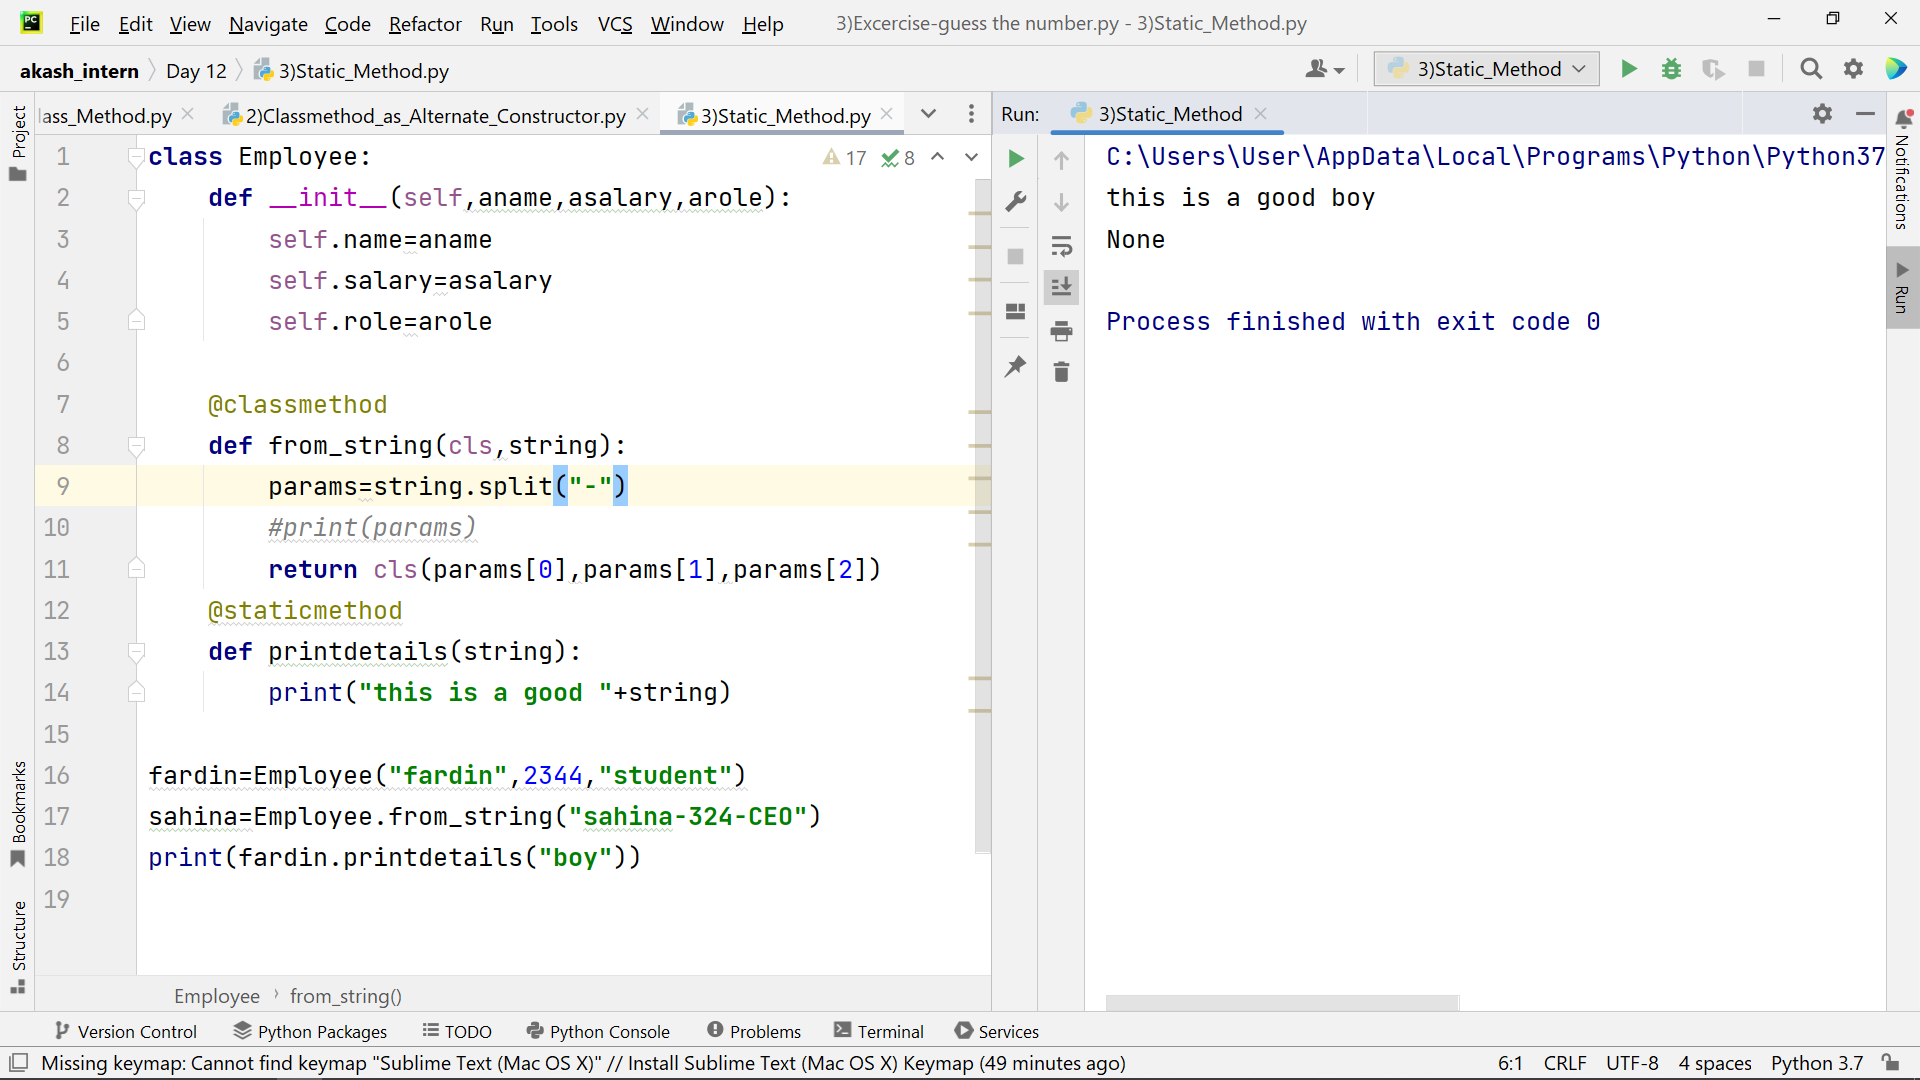 PC
File Edit View Navigate Code Refactor Run Tools VCS Window Help 3)Excercise-guess the number.py - 3)Static_Method.py
akash_intern Day 12 3)Static_Method.py 3)Static_Method
lass_Method.py 2)Classmethod_as_Alternate_Constructor.py 3)Static_Method.py Run: 3)Static_Method
Project
Bookmarks
Structure
17 8
1 class Employee:
2     def __init__(self,aname,asalary,arole):
3         self.name=aname
4         self.salary=asalary
5         self.role=arole
6
7     @classmethod
8     def from_string(cls,string):
9         params=string.split("-")
10         #print(params)
11         return cls(params[0],params[1],params[2])
12     @staticmethod
13     def printdetails(string):
14         print("this is a good "+string)
15
16 fardin=Employee("fardin",2344,"student")
17 sahina=Employee.from_string("sahina-324-CEO")
18 print(fardin.printdetails("boy"))
19
Employee from_string()
C:\Users\User\AppData\Local\Programs\Python\Python37
this is a good boy
None
Process finished with exit code 0
Notifications
Run
Version Control Python Packages TODO Python Console Problems Terminal Services
Missing keymap: Cannot find keymap "Sublime Text (Mac OS X)" // Install Sublime Text (Mac OS X) Keymap (49 minutes ago) 6:1 CRLF UTF-8 4 spaces Python 3.7